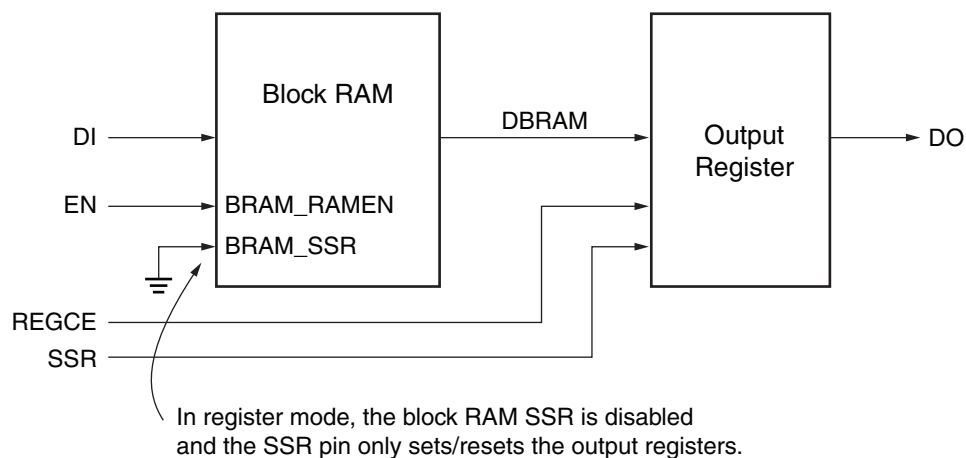 Block RAM
DBRAM
DI
Output
Register
DO
EN
BRAM_RAMEN
BRAM_SSR
REGCE
SSR
In register mode, the block RAM SSR is disabled
and the SSR pin only sets/resets the output registers.